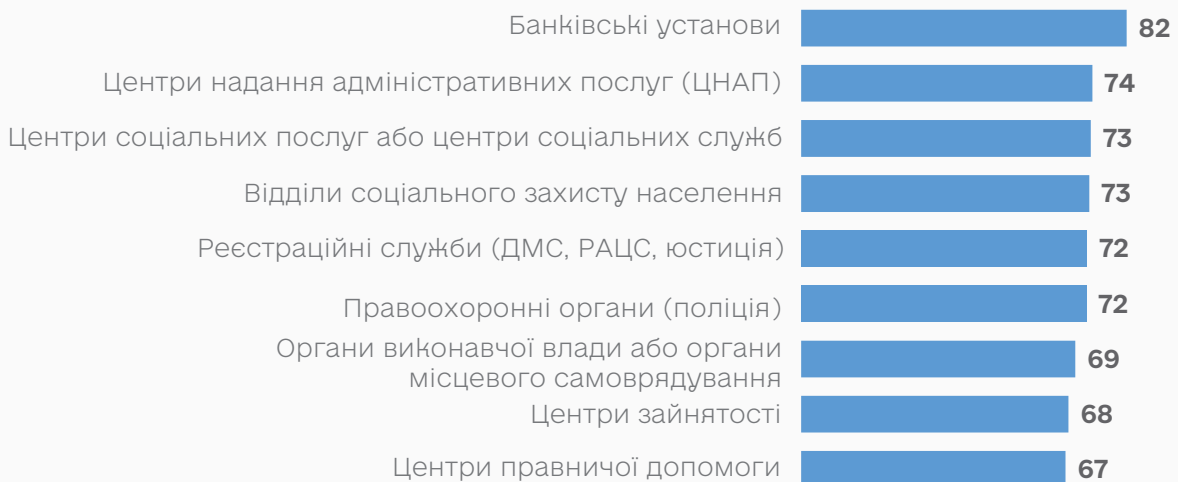 Банківські установи 82
Центри надання адміністративних послуг (ЦНАП) 74
Центри соціальних послуг або центри соціальних служб 73
Відділи соціального захисту населення 73
Реєстраційні служби (ДМС, РАЦС, юстиція) 72
Правоохоронні органи (поліція) 72
Органи виконавчої влади або органи
місцевого самоврядування 69
Центри зайнятості 68
Центри правничої допомоги 67